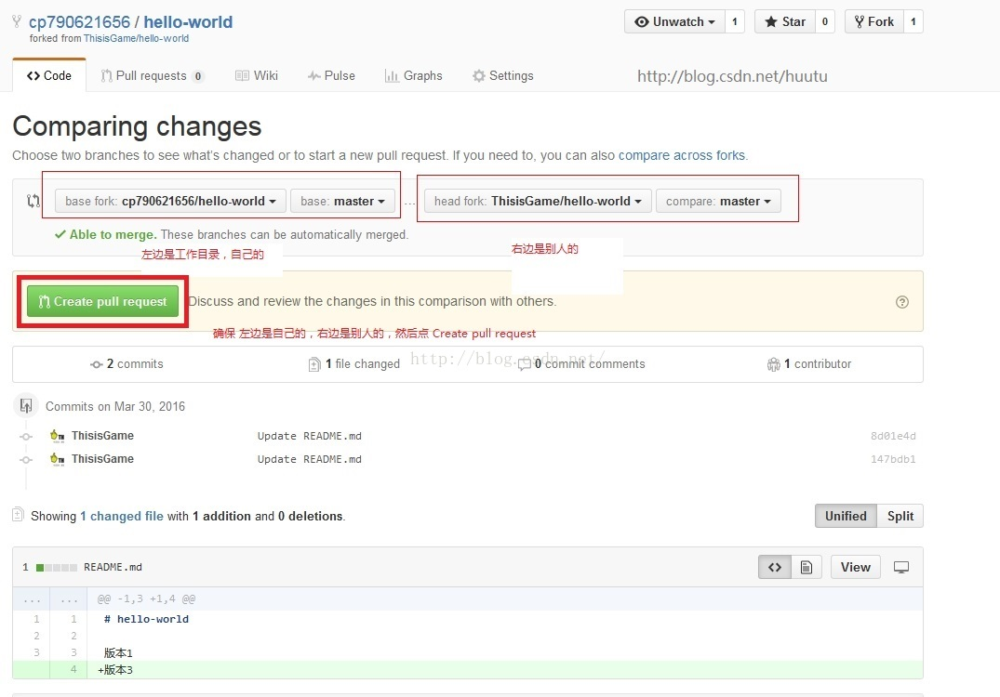 cp790621656 / hello-world
Unwatch 1 Star 0 Fork 1
forked from ThisisGame/hello-world
Code Pull requests 0 Wiki Pulse Graphs Settings http://blog.csdn.net/huutu
Comparing changes
Choose two branches to see what's changed or to start a new pull request. If you need to, you can also compare across forks.
base fork: cp790621656/hello-world base: master ... head fork: ThisisGame/hello-world compare: master
Able to merge. These branches can be automatically merged.
左边是工作目录，自己的 右边是别人的
Create pull request Discuss and review the changes in this comparison with others.
确保 左边是自己的，右边是别人的，然后点 Create pull request
http://blog.csdn.net/
2 commits 1 file changed 0 commit comments 1 contributor
Commits on Mar 30, 2016
ThisisGame Update README.md 8d01e4d
ThisisGame Update README.md 147bdb1
Showing 1 changed file with 1 addition and 0 deletions. Unified Split
1 README.md <> View
... ... @@ -1,3 +1,4 @@
1 1 # hello-world
2 2
3 3 版本1
4 +版本3